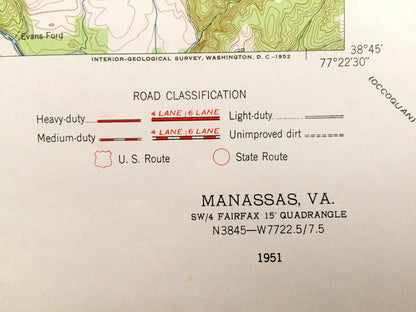 Evans Ford
INTERIOR-GEOLOGICAL SURVEY, WASHINGTON, D. C.-1952
38°45'
77°22'30"
(OCCOQUAN)
ROAD CLASSIFICATION
Heavy-duty 4 LANE 6 LANE Light-duty
Medium-duty 4 LANE 6 LANE Unimproved dirt
U. S. Route State Route
MANASSAS, VA.
SW/4 FAIRFAX 15' QUADRANGLE
N3845—W7722.5/7.5
1951